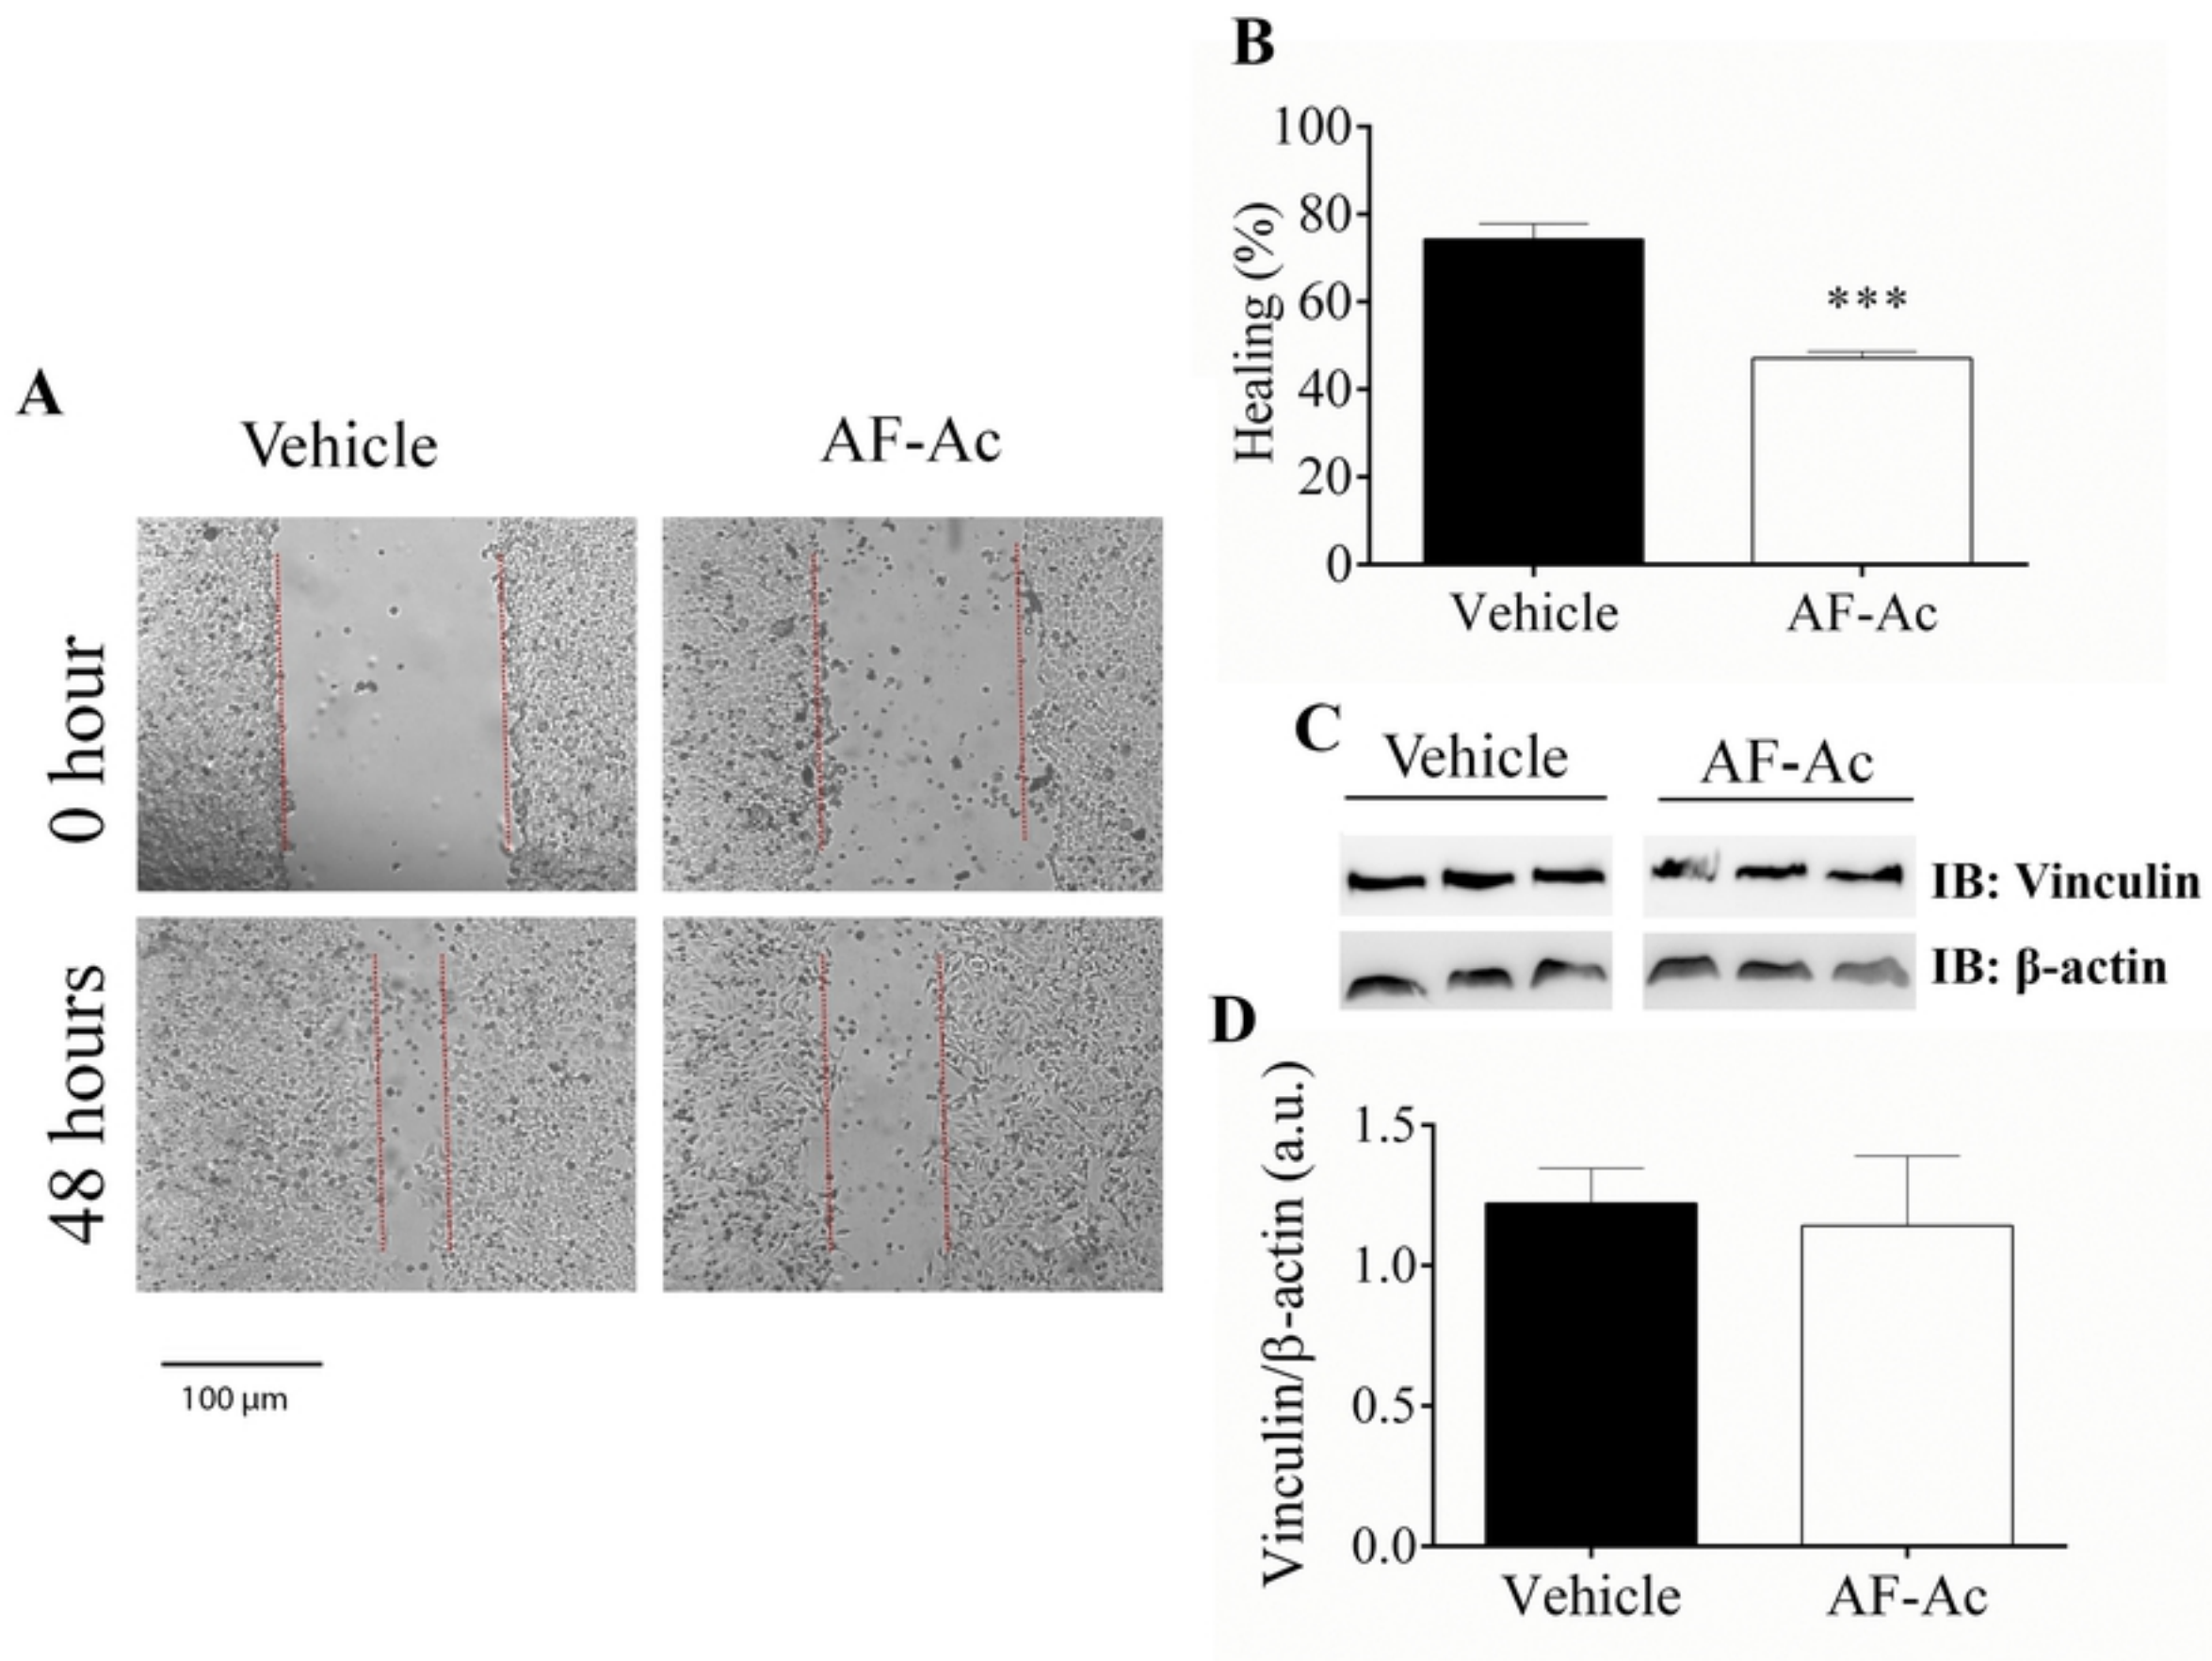 A
Vehicle
AF-Ac
0 hour
48 hours
100 µm
B
Healing (%)
100
80
60
40
20
0
***
Vehicle
AF-Ac
C
Vehicle
AF-Ac
IB: Vinculin
IB: β-actin
D
Vinculin/β-actin (a.u.)
1.5
1.0
0.5
0.0
Vehicle
AF-Ac